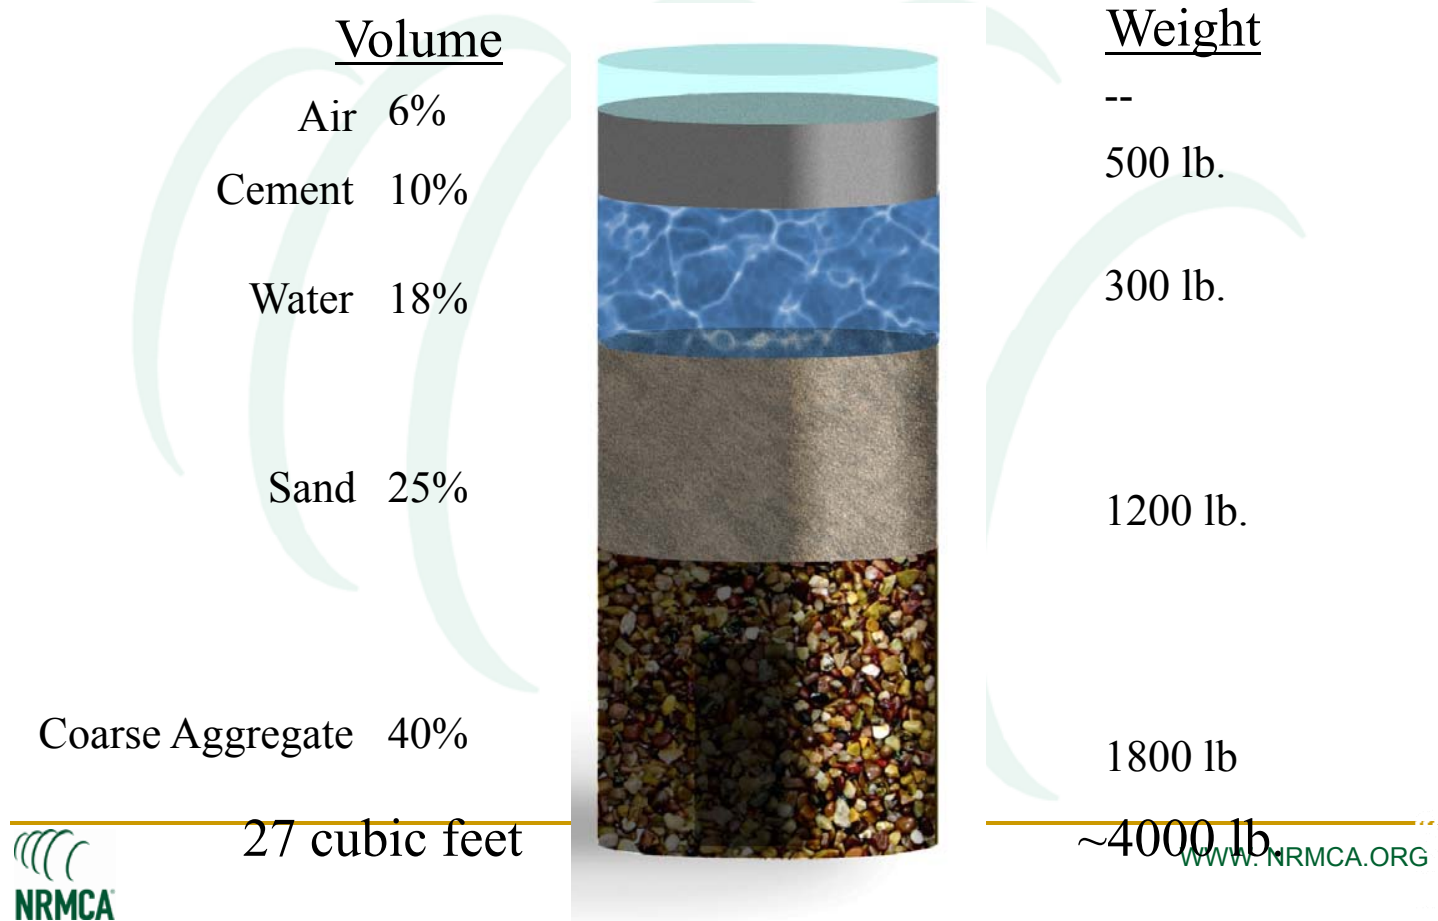 Volume
Weight
Air 6%
--
Cement 10%
500 lb.
Water 18%
300 lb.
Sand 25%
1200 lb.
Coarse Aggregate 40%
1800 lb
27 cubic feet
~4000 lb.
WWW.NRMCA.ORG
NRMCA